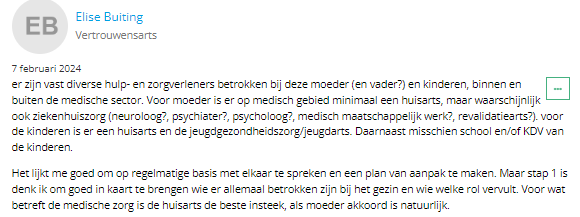 EB
Elise Buiting
Vertrouwensarts
7 februari 2024
er zijn vast diverse hulp- en zorgverleners betrokken bij deze moeder (en vader?) en kinderen, binnen en
buiten de medische sector. Voor moeder is er op medisch gebied minimaal een huisarts, maar waarschijnlijk
ook ziekenhuiszorg (neuroloog?, psychiater?, psycholoog?, medisch maatschappelijk werk?, revalidatiearts?). voor
de kinderen is er een huisarts en de jeugdgezondheidszorg/jeugdarts. Daarnaast misschien school en/of KDV van
de kinderen.
Het lijkt me goed om op regelmatige basis met elkaar te spreken en een plan van aanpak te maken. Maar stap 1 is
denk ik om goed in kaart te brengen wie er allemaal betrokken zijn bij het gezin en wie welke rol vervult. Voor wat
betreft de medische zorg is de huisarts de beste insteek, als moeder akkoord is natuurlijk.